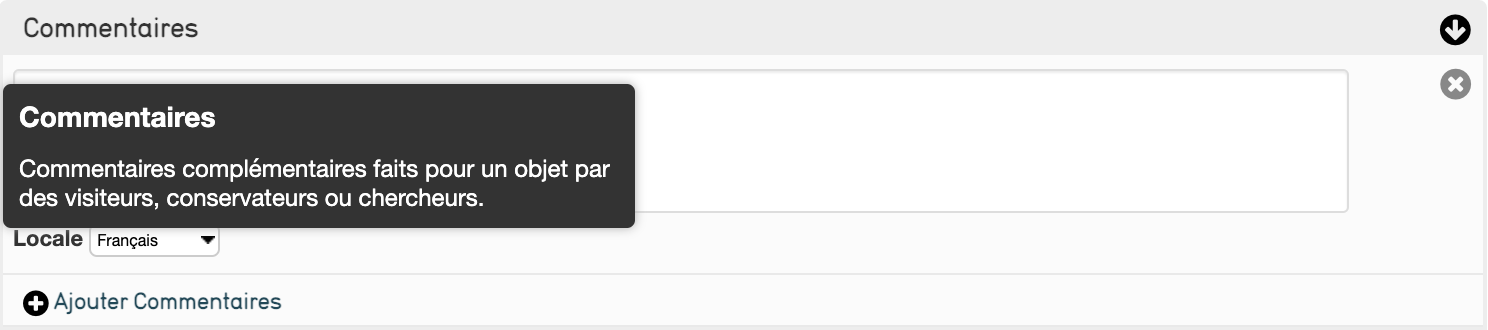 Commentaires
Commentaires
Commentaires complémentaires faits pour un objet par
des visiteurs, conservateurs ou chercheurs.
Locale Français
Ajouter Commentaires